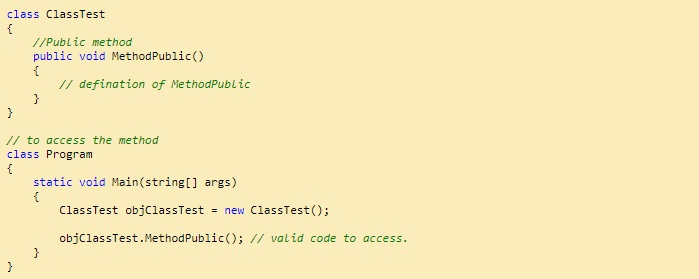 class ClassTest
{
    //Public method
    public void MethodPublic()
    {
        // defination of MethodPublic
    }
}

// to access the method
class Program
{
    static void Main(string[] args)
    {
        ClassTest objClassTest = new ClassTest();

        objClassTest.MethodPublic(); // valid code to access.
    }
}